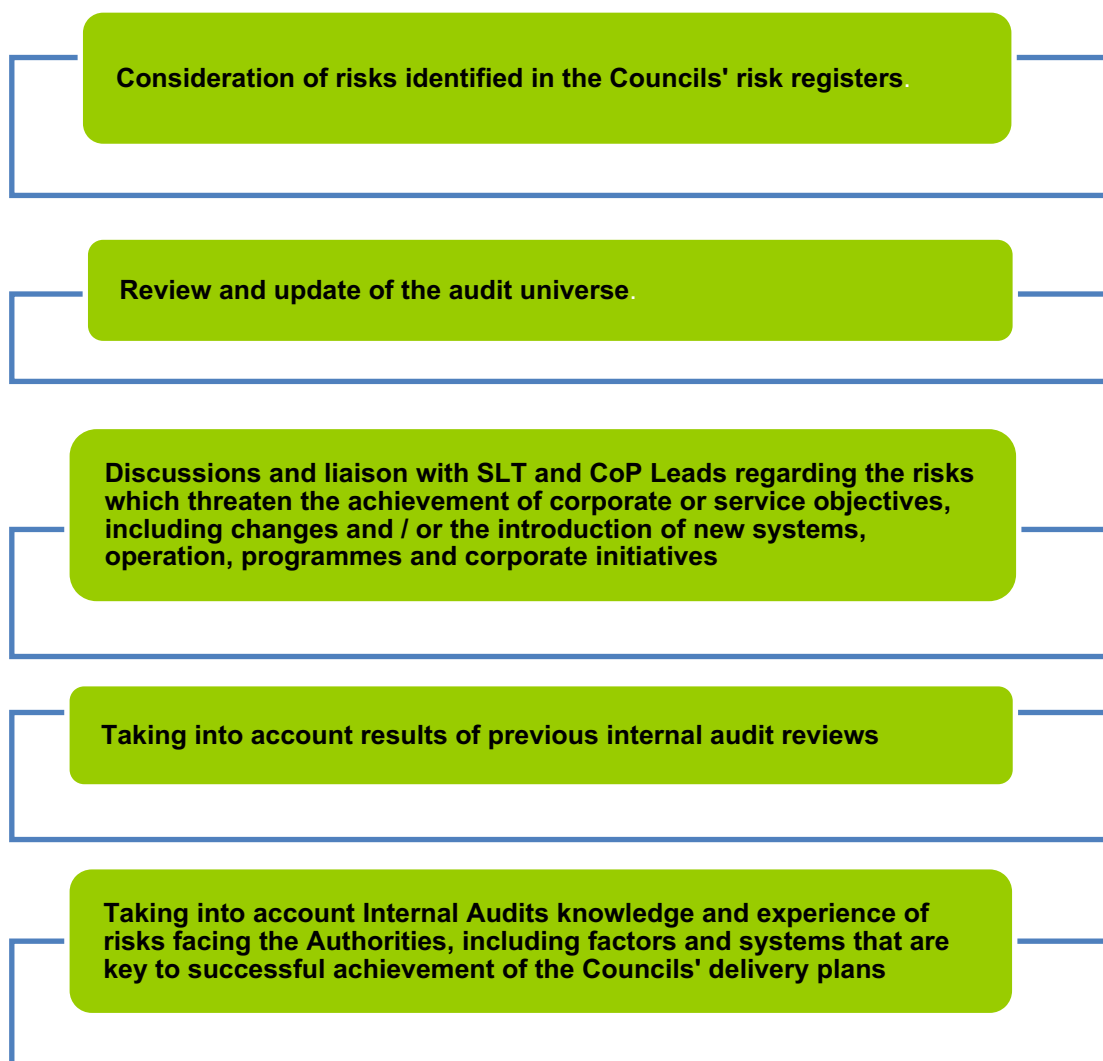 Consideration of risks identified in the Councils' risk registers.
Review and update of the audit universe.
Discussions and liaison with SLT and CoP Leads regarding the risks
which threaten the achievement of corporate or service objectives,
including changes and / or the introduction of new systems,
operation, programmes and corporate initiatives
Taking into account results of previous internal audit reviews
Taking into account Internal Audits knowledge and experience of
risks facing the Authorities, including factors and systems that are
key to successful achievement of the Councils' delivery plans